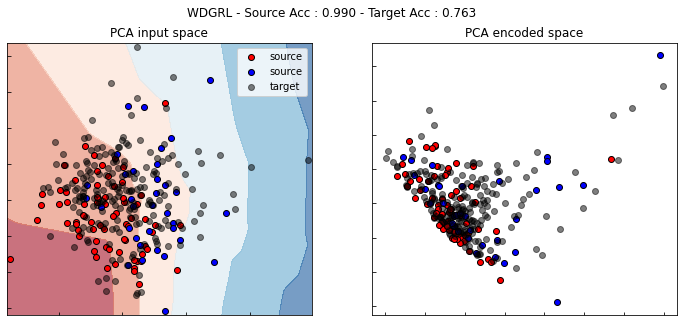 WDGRL - Source Acc : 0.990 - Target Acc : 0.763
PCA input space
PCA encoded space
source
source
target